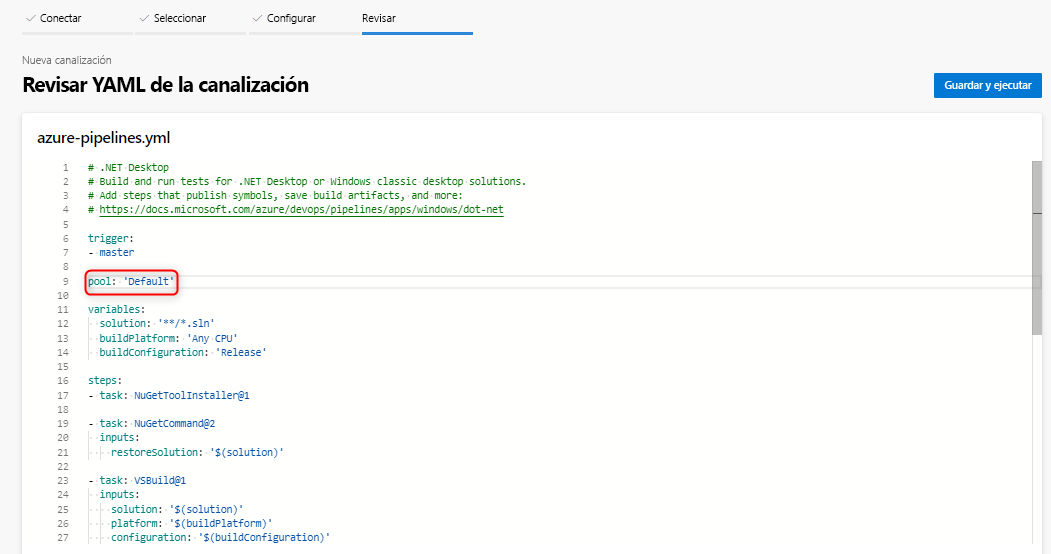 Conectar
Seleccionar
Configurar
Revisar
Nueva canalización
Revisar YAML de la canalización
Guardar y ejecutar
azure-pipelines.yml
1 # .NET Desktop
2 # Build and run tests for .NET Desktop or Windows classic desktop solutions.
3 # Add steps that publish symbols, save build artifacts, and more:
4 # https://docs.microsoft.com/azure/devops/pipelines/apps/windows/dot-net
5
6 trigger:
7 - master
8
9 pool: 'Default'
10
11 variables:
12   solution: '**/*.sln'
13   buildPlatform: 'Any CPU'
14   buildConfiguration: 'Release'
15
16 steps:
17 - task: NuGetToolInstaller@1
18
19 - task: NuGetCommand@2
20   inputs:
21     restoreSolution: '$(solution)'
22
23 - task: VSBuild@1
24   inputs:
25     solution: '$(solution)'
26     platform: '$(buildPlatform)'
27     configuration: '$(buildConfiguration)'